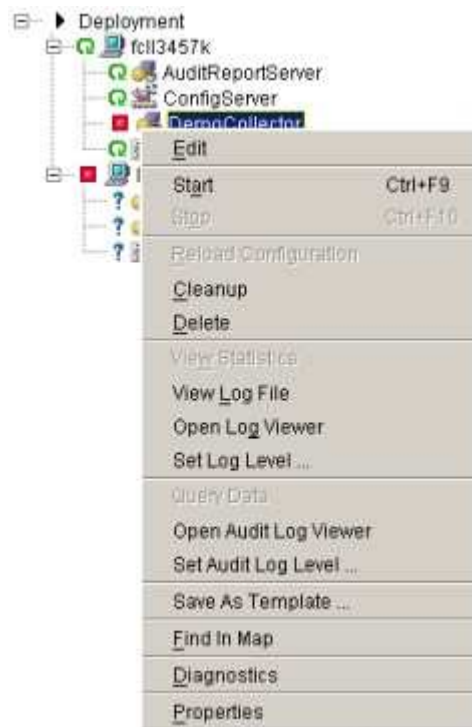 Deployment
fcll3457k
AuditReportServer
ConfigServer
DemoCollector
Edit
Start Ctrl+F9
Stop Ctrl+F10
Reload Configuration
Cleanup
Delete
View Statistics
View Log File
Open Log Viewer
Set Log Level ...
Query Data
Open Audit Log Viewer
Set Audit Log Level ...
Save As Template ...
Find In Map
Diagnostics
Properties